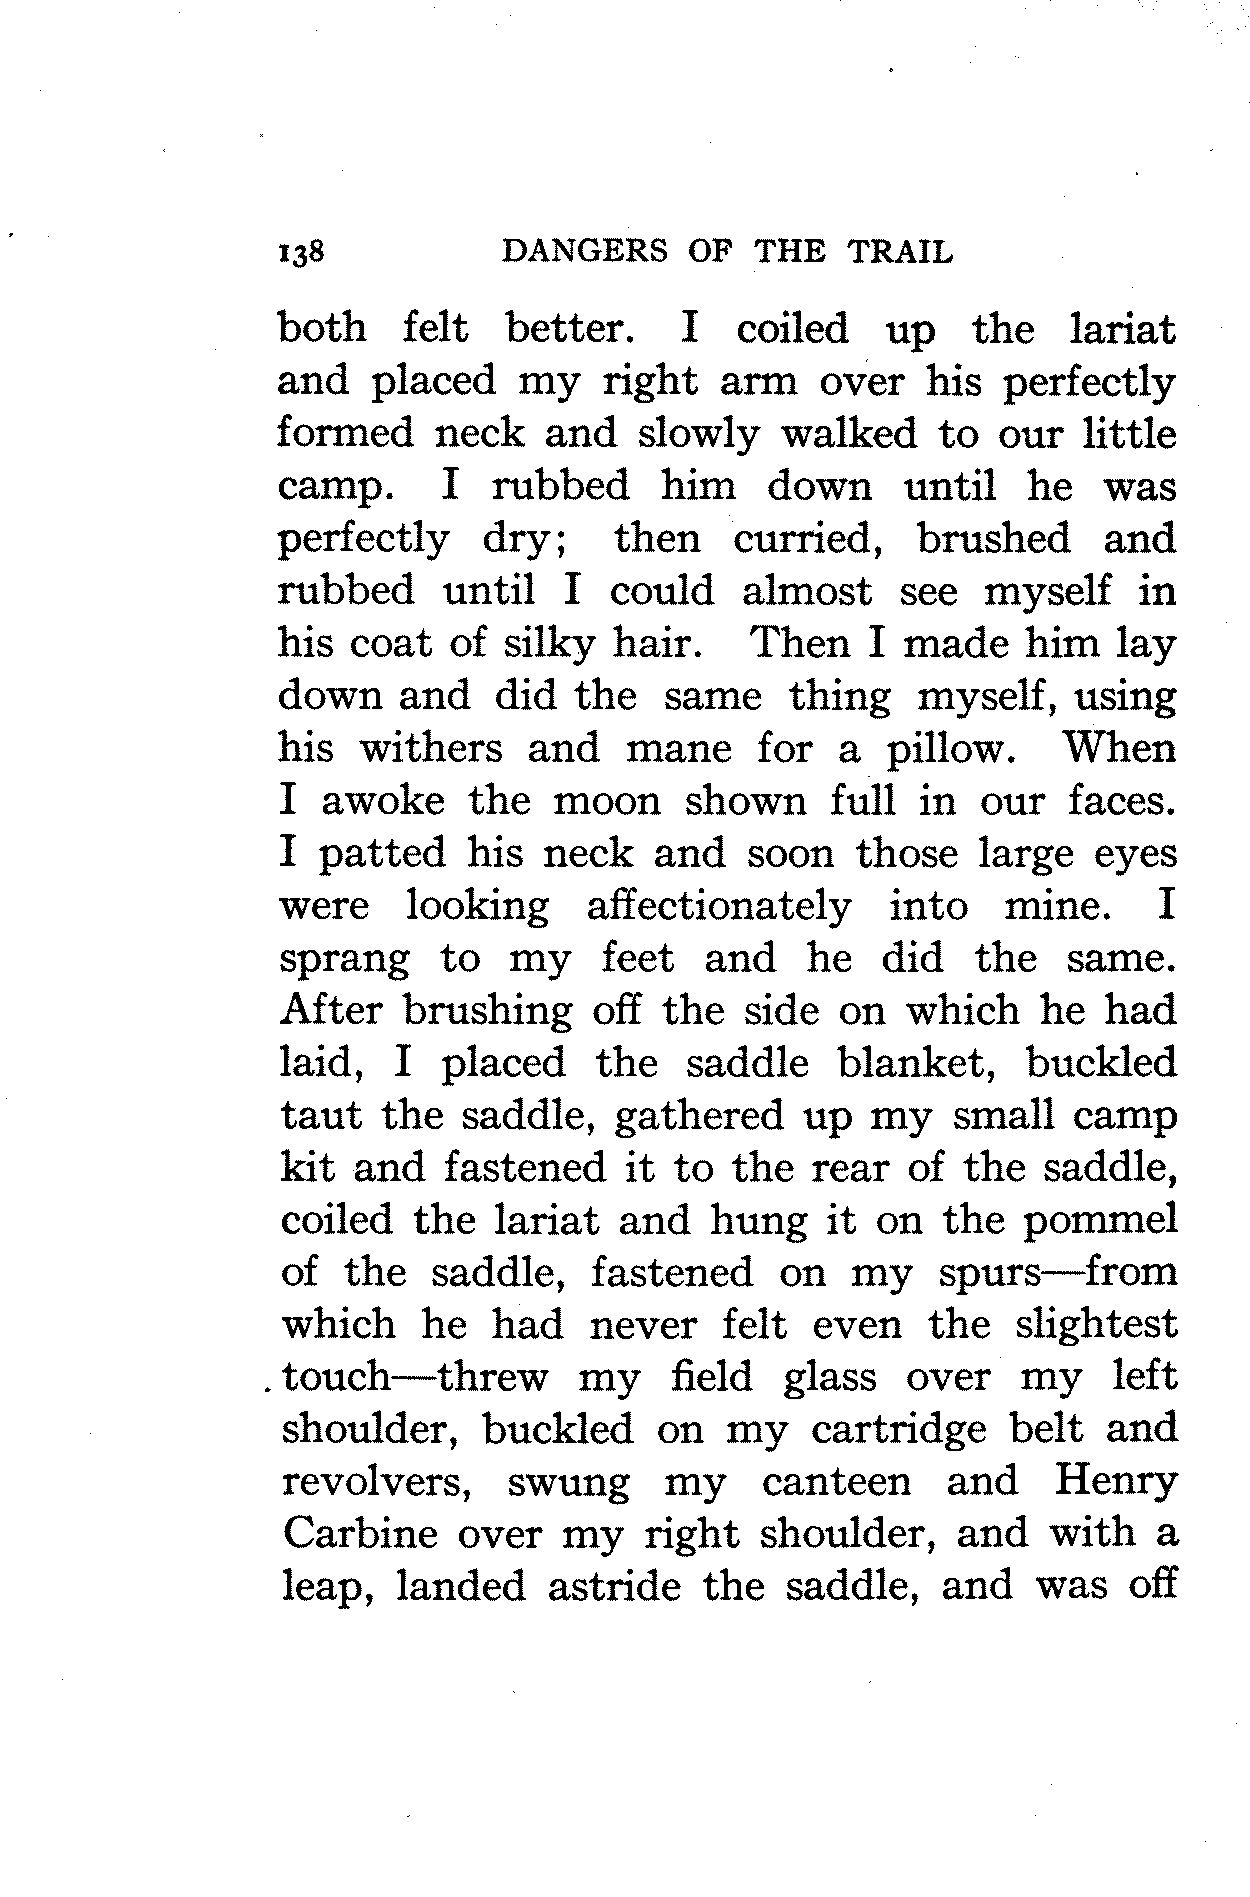 138 DANGERS OF THE TRAIL
both felt better. I coiled up the lariat
and placed my right arm over his perfectly
formed neck and slowly walked to our little
camp. I rubbed him down until he was
perfectly dry; then curried, brushed and
rubbed until I could almost see myself in
his coat of silky hair. Then I made him lay
down and did the same thing myself, using
his withers and mane for a pillow. When
I awoke the moon shown full in our faces.
I patted his neck and soon those large eyes
were looking affectionately into mine. I
sprang to my feet and he did the same.
After brushing off the side on which he had
laid, I placed the saddle blanket, buckled
taut the saddle, gathered up my small camp
kit and fastened it to the rear of the saddle,
coiled the lariat and hung it on the pommel
of the saddle, fastened on my spurs—from
which he had never felt even the slightest
touch—threw my field glass over my left
shoulder, buckled on my cartridge belt and
revolvers, swung my canteen and Henry
Carbine over my right shoulder, and with a
leap, landed astride the saddle, and was off